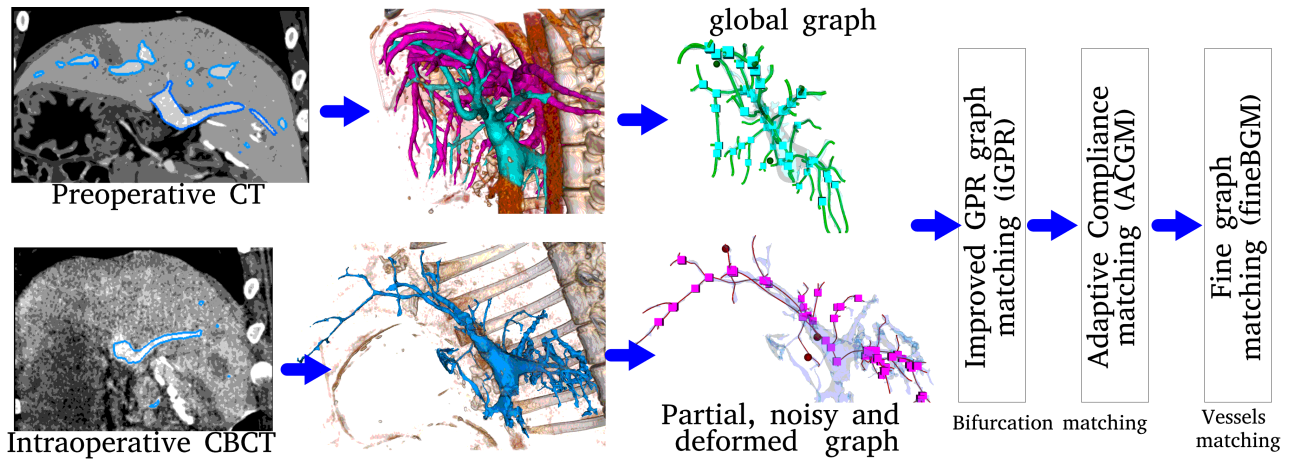 global graph
Preoperative CT
Intraoperative CBCT
Partial, noisy and
deformed graph
Improved GPR graph
matching (iGPR)
Adaptive Compliance
matching (ACGM)
Fine graph
matching (fineBGM)
Bifurcation matching
Vessels
matching